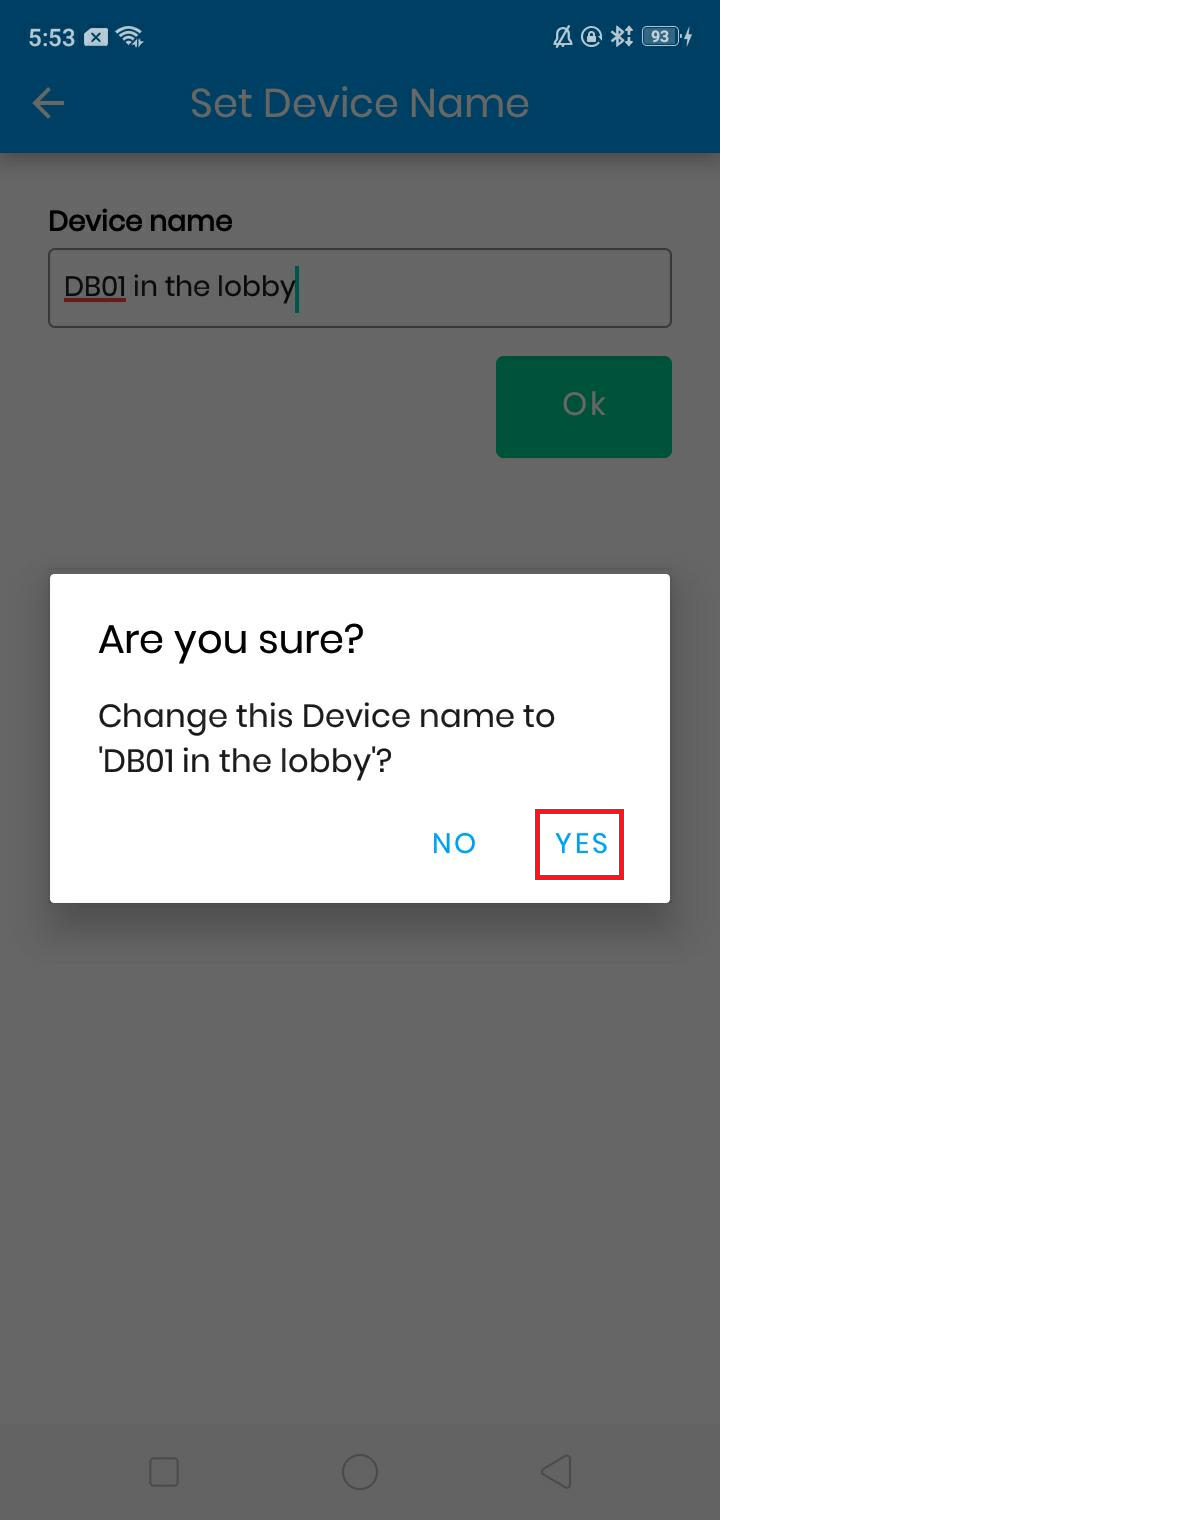 5:53 93
Set Device Name
Device name
DB01 in the lobby
Ok
Are you sure?
Change this Device name to
'DB01 in the lobby'?
NO YES